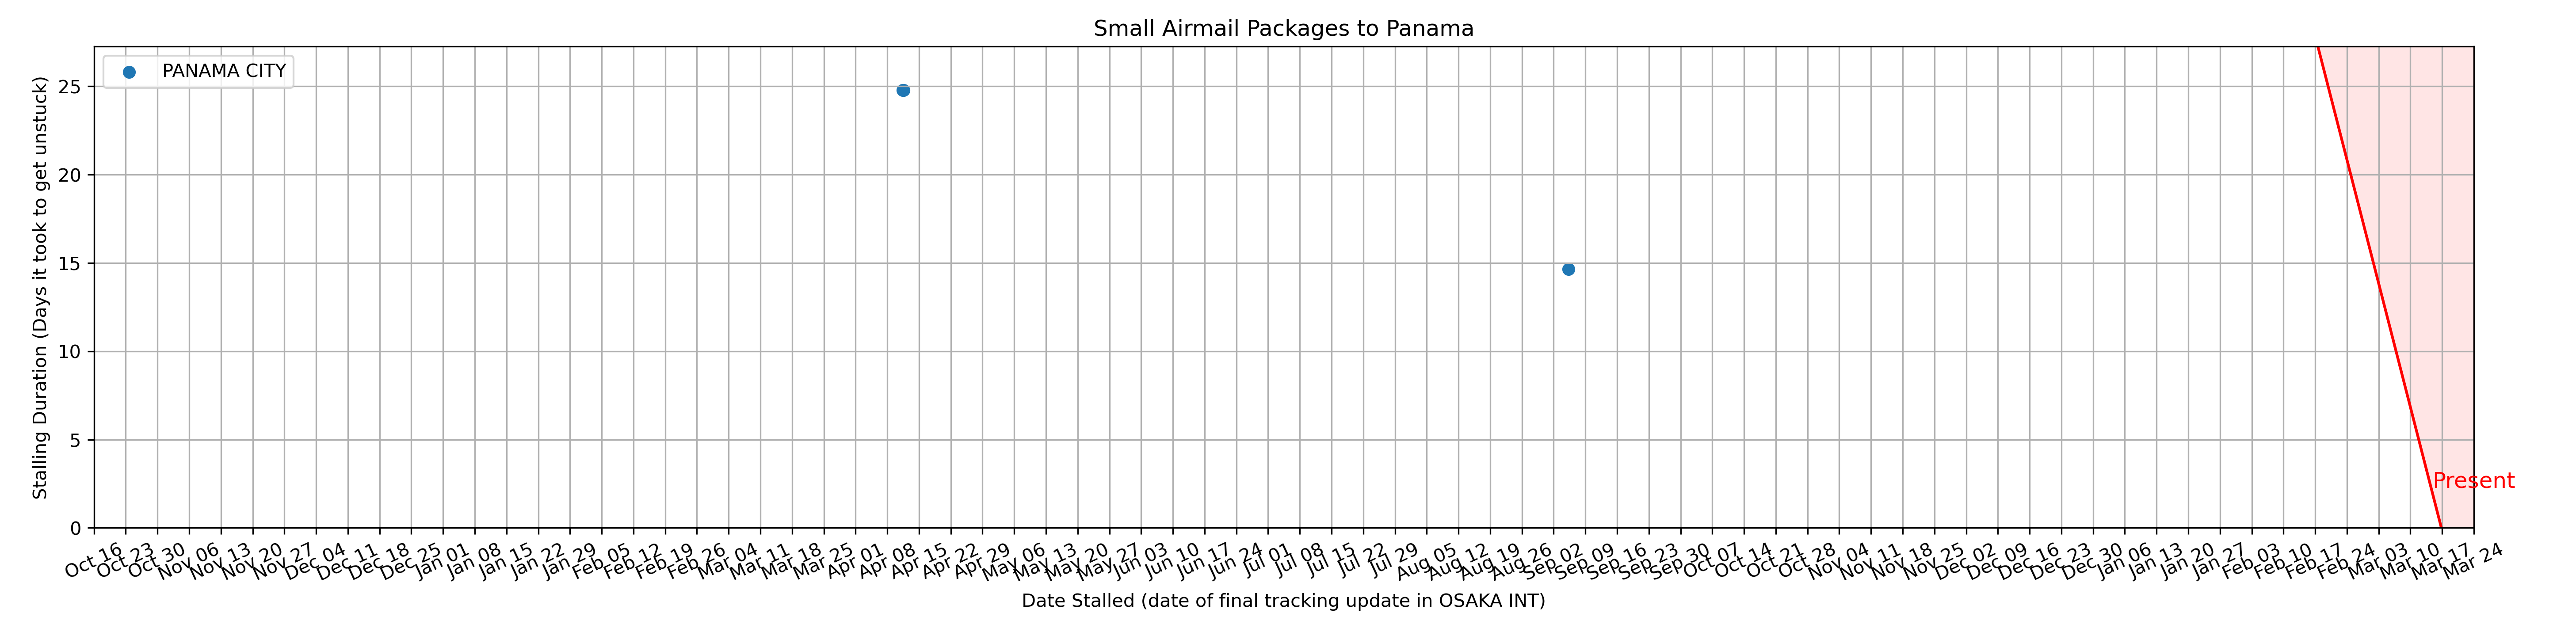 Small Airmail Packages to Panama
PANAMA CITY
Stalling Duration (Days it took to get unstuck)
25
20
15
10
5
0
Present
Oct 16 Oct 23 Oct 30 Nov 06 Nov 13 Nov 20 Nov 27 Dec 04 Dec 11 Dec 18 Dec 25 Jan 01 Jan 08 Jan 15 Jan 22 Jan 29 Feb 05 Feb 12 Feb 19 Feb 26 Mar 04 Mar 11 Mar 18 Mar 25 Apr 01 Apr 08 Apr 15 Apr 22 Apr 29 May 06 May 13 May 20 May 27 Jun 03 Jun 10 Jun 17 Jun 24 Jul 01 Jul 08 Jul 15 Jul 22 Jul 29 Aug 05 Aug 12 Aug 19 Aug 26 Sep 02 Sep 09 Sep 16 Sep 23 Sep 30 Oct 07 Oct 14 Oct 21 Oct 28 Nov 04 Nov 11 Nov 18 Nov 25 Dec 02 Dec 09 Dec 16 Dec 23 Dec 30 Jan 06 Jan 13 Jan 20 Jan 27 Feb 03 Feb 10 Feb 17 Feb 24 Mar 03 Mar 10 Mar 17 Mar 24
Date Stalled (date of final tracking update in OSAKA INT)